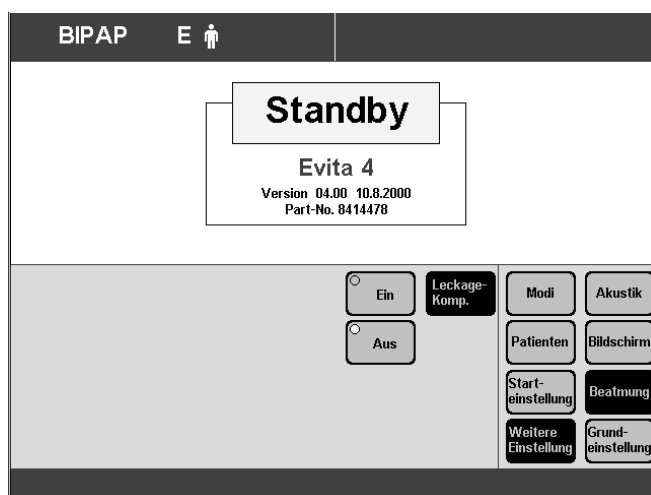 BIPAP E
Standby
Evita 4
Version 04.00 10.8.2000
Part-No. 8414478
Ein
Leckage-
Komp.
Aus
Modi
Akustik
Patienten
Bildschirm
Start-
einstellung
Beatmung
Weitere
Einstellung
Grund-
einstellung